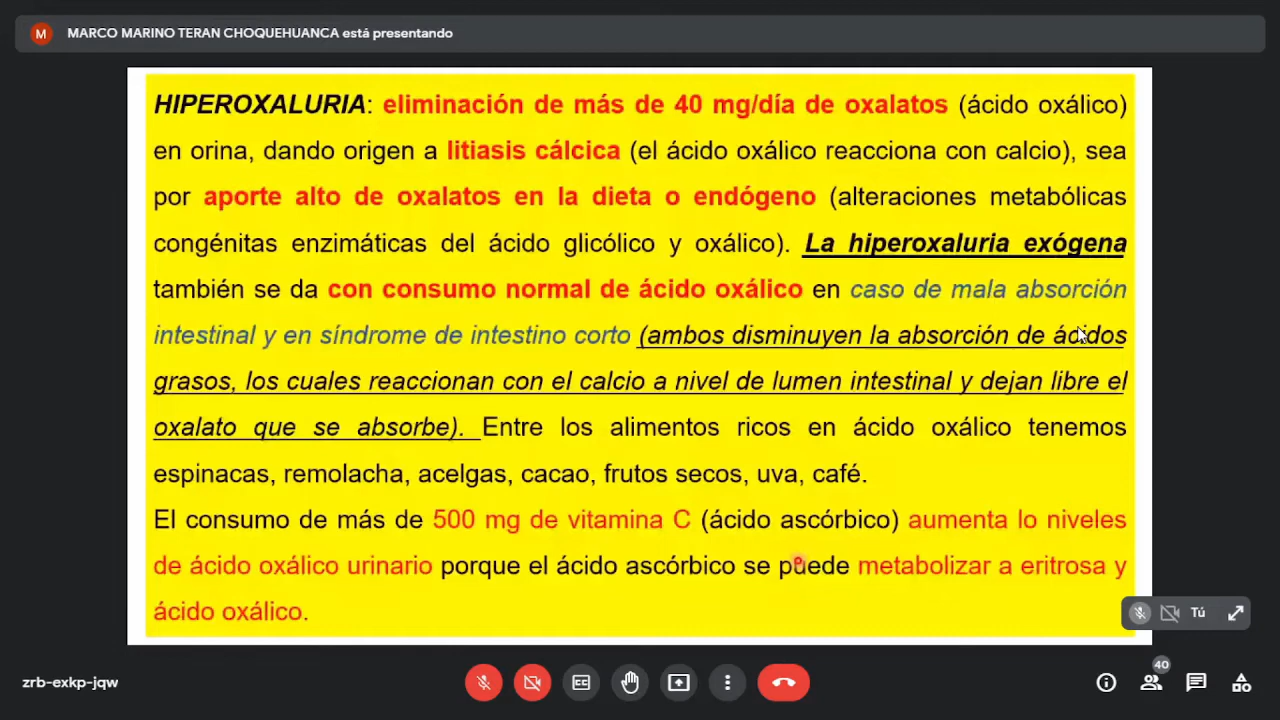 M MARCO MARINO TERAN CHOQUEHUANCA está presentando
HIPEROXALURIA: eliminación de más de 40 mg/día de oxalatos (ácido oxálico)
en orina, dando origen a litiasis cálcica (el ácido oxálico reacciona con calcio), sea
por aporte alto de oxalatos en la dieta o endógeno (alteraciones metabólicas
congénitas enzimáticas del ácido glicólico y oxálico). La hiperoxaluria exógena
también se da con consumo normal de ácido oxálico en caso de mala absorción
intestinal y en síndrome de intestino corto (ambos disminuyen la absorción de ácidos
grasos, los cuales reaccionan con el calcio a nivel de lumen intestinal y dejan libre el
oxalato que se absorbe). Entre los alimentos ricos en ácido oxálico tenemos
espinacas, remolacha, acelgas, cacao, frutos secos, uva, café.
El consumo de más de 500 mg de vitamina C (ácido ascórbico) aumenta lo niveles
de ácido oxálico urinario porque el ácido ascórbico se puede metabolizar a eritrosa y
ácido oxálico.
Tú
40
zrb-exkp-jqw